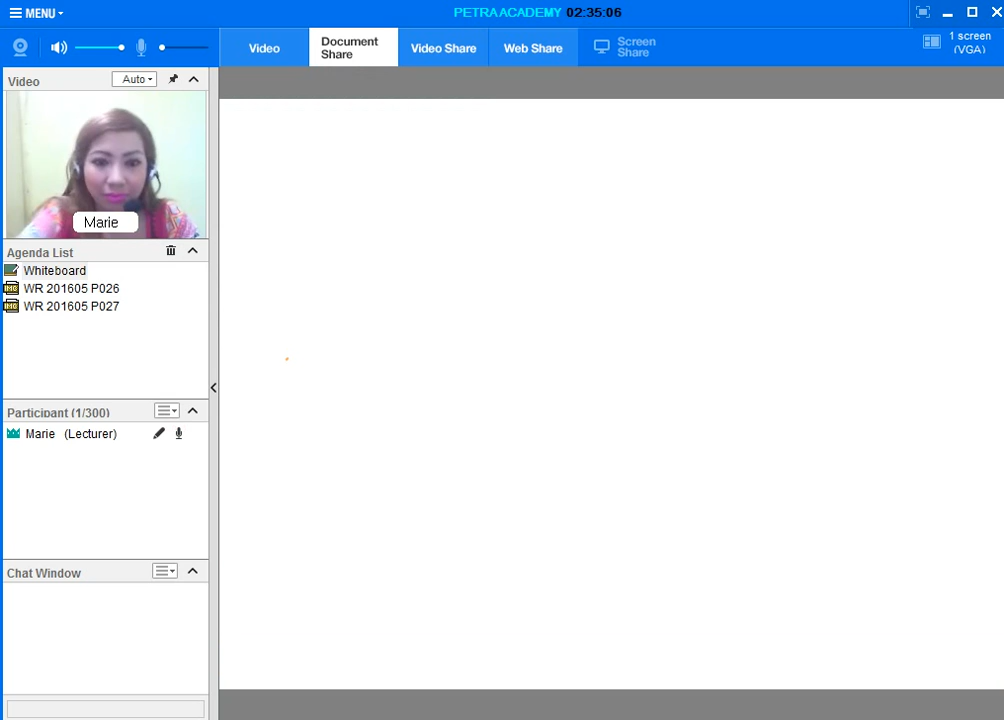 MENU
PETRA ACADEMY 02:35:06
Video
Document
Share
Video Share
Web Share
Screen
Share
1 screen
(VGA)
Video
Auto
Marie
Agenda List
Whiteboard
WR 201605 P026
WR 201605 P027
Participant (1/300)
Marie (Lecturer)
Chat Window